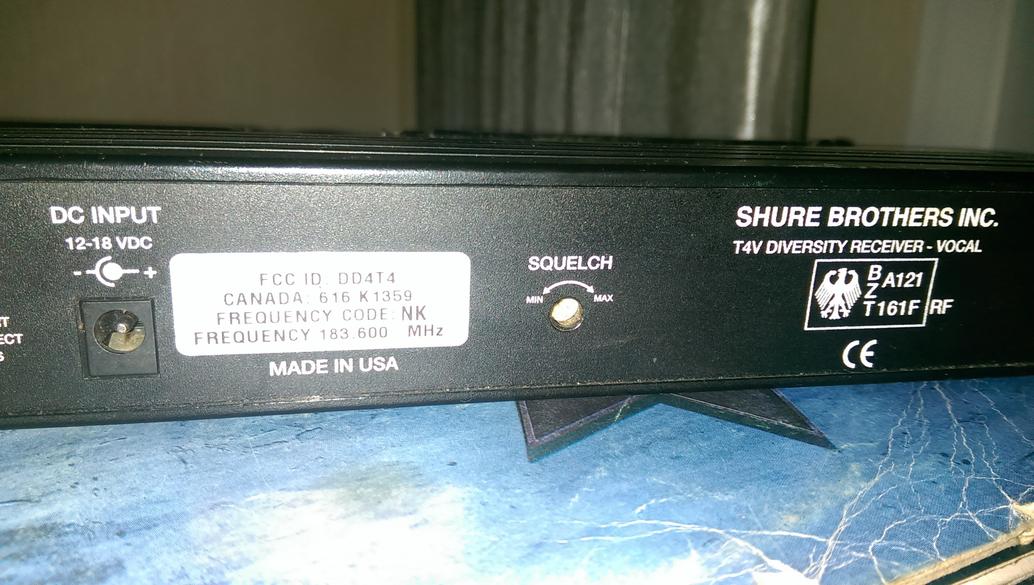 DC INPUT
12-18 VDC
- +
FCC ID: DD4T4
CANADA: 616 K1359
FREQUENCY CODE: NK
FREQUENCY 183.600 MHz
MADE IN USA
SQUELCH
MIN MAX
SHURE BROTHERS INC.
T4V DIVERSITY RECEIVER - VOCAL
B A121
Z
T 161F RF
CE